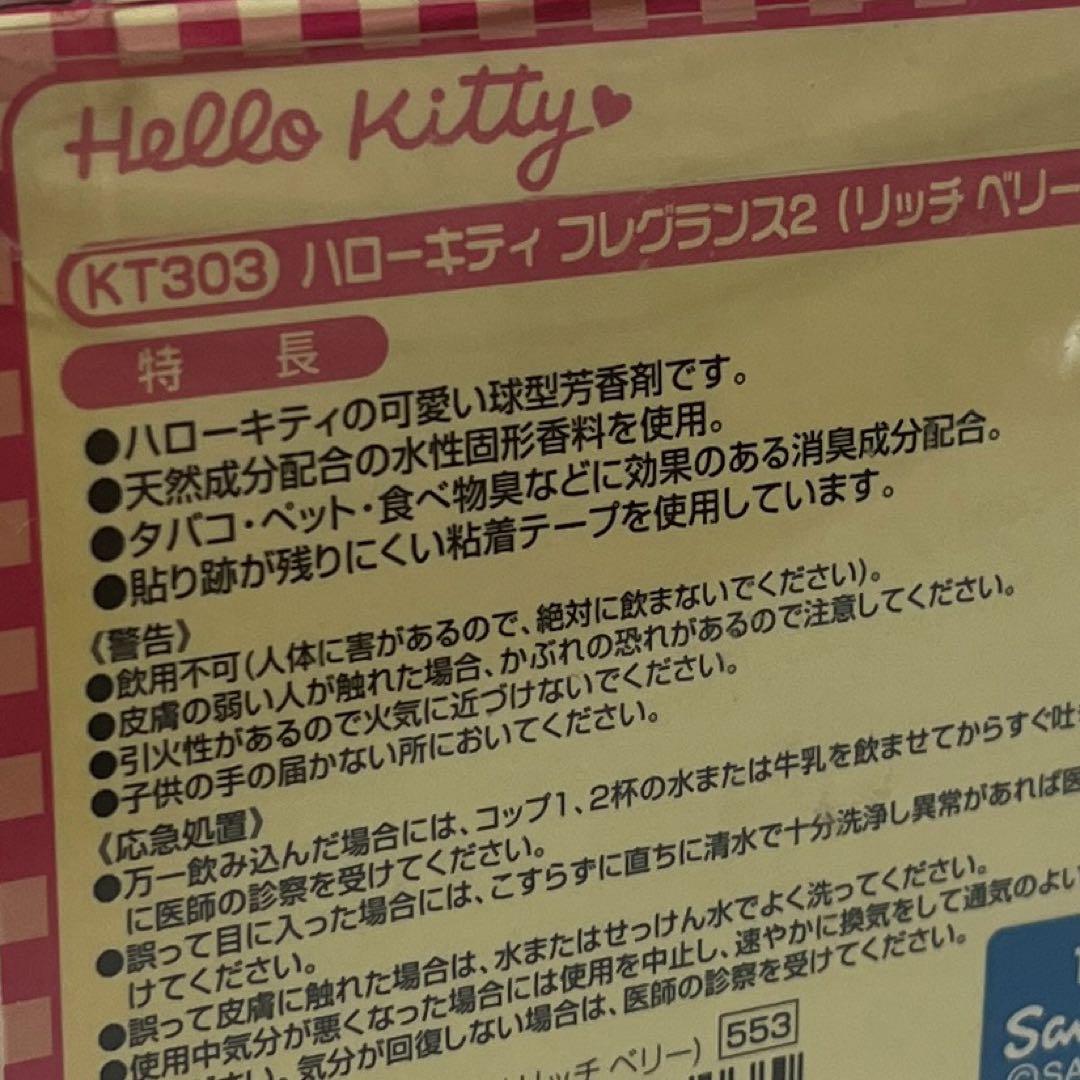 Hello Kitty
KT303 ハローキティ フレグランス2 (リッチ ベリー
特 長
●ハローキティの可愛い球型芳香剤です。
●天然成分配合の水性固形香料を使用。
●タバコ・ペット・食べ物臭などに効果のある消臭成分配合。
●貼り跡が残りにくい粘着テープを使用しています。
《警告》
●飲用不可(人体に害があるので、絶対に飲まないでください)。
●皮膚の弱い人が触れた場合、かぶれの恐れがあるので注意してください。
●引火性があるので火気に近づけないでください。
●子供の手の届かない所においてください。
《応急処置》
●万一飲み込んだ場合には、コップ1、2杯の水または牛乳を飲ませてからすぐ吐
に医師の診察を受けてください。
●誤って目に入った場合には、こすらずに直ちに清水で十分洗浄し異常があれば医
けてください。
●誤って皮膚に触れた場合は、水またはせっけん水でよく洗ってください。
●使用中気分が悪くなった場合には使用を中止し、速やかに換気をして通気のよい
ださい。気分が回復しない場合は、医師の診察を受けてください。
リッチ ベリー) 553
San
©SA